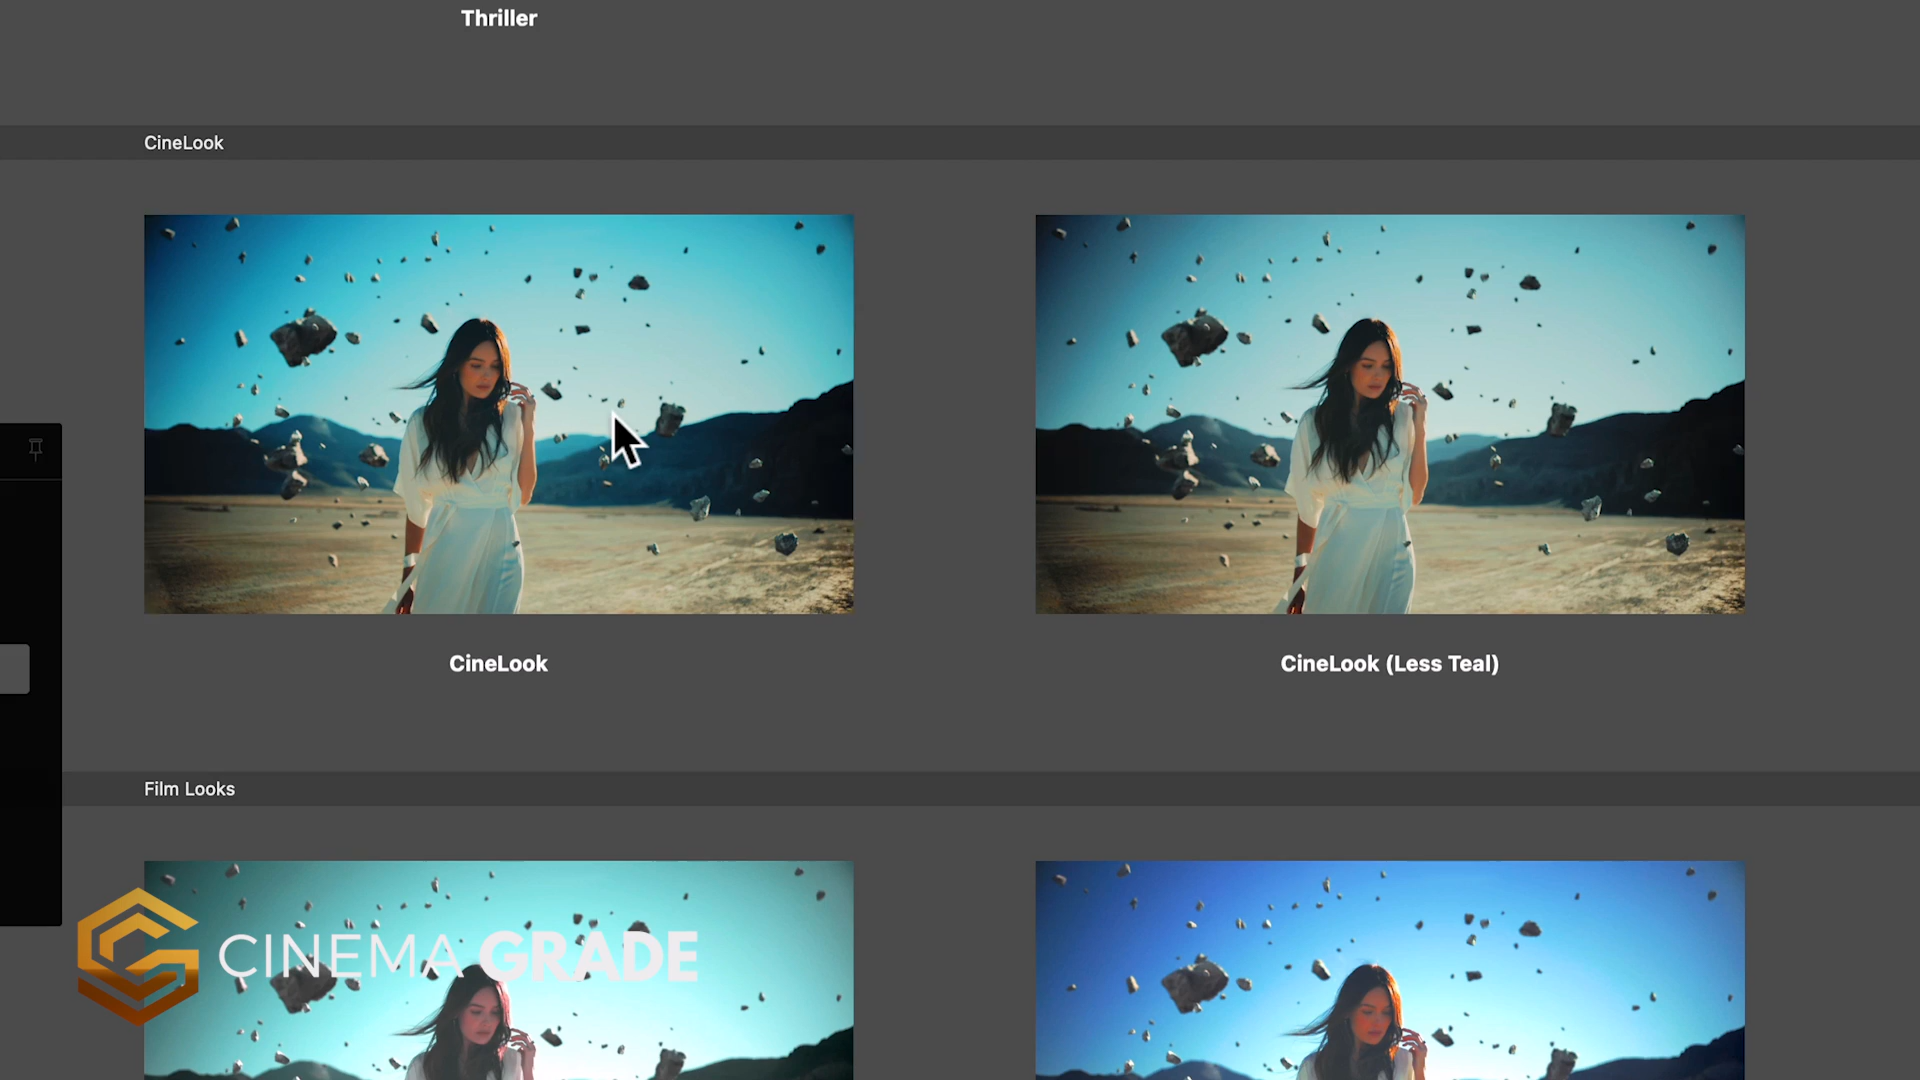 Thriller
CineLook
CineLook
CineLook (Less Teal)
Film Looks
CINEMA GRADE